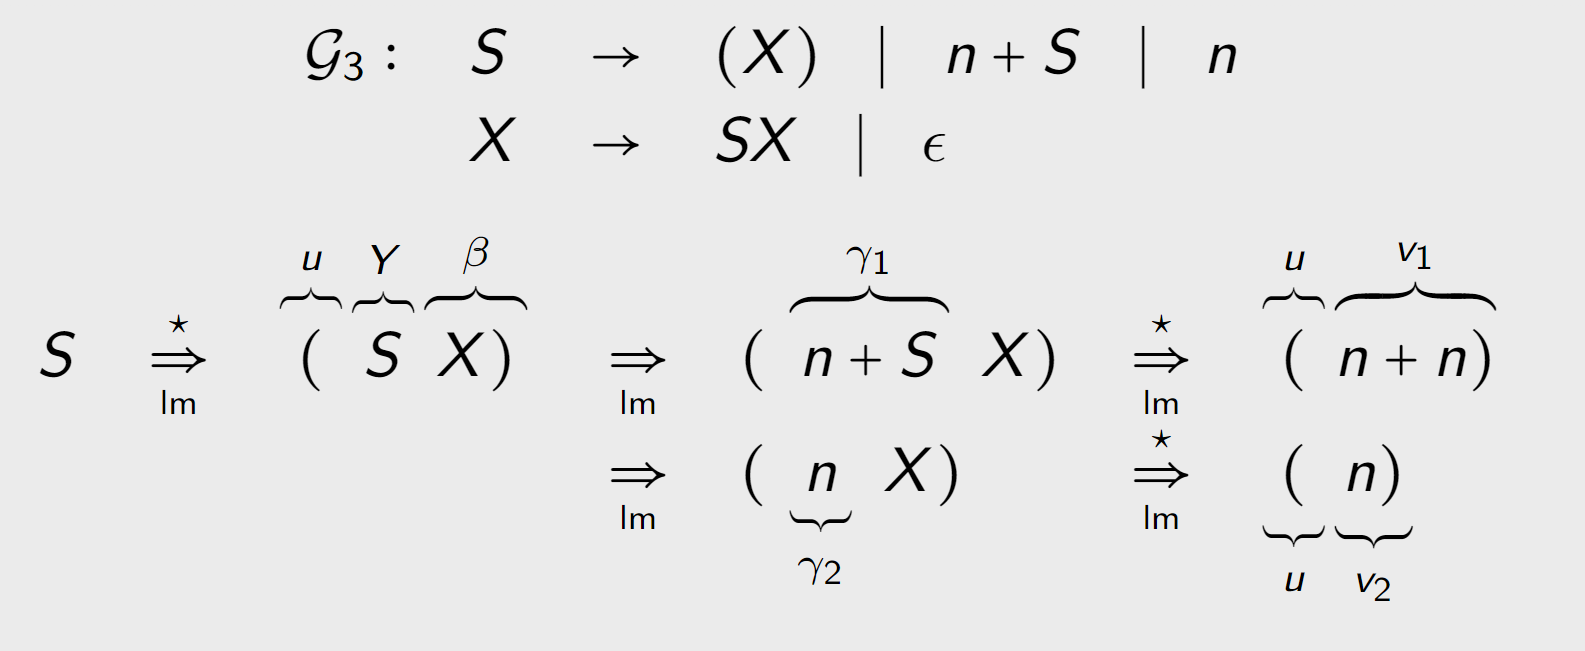 𝒢₃ : S → (X) | n + S | n
X → SX | ϵ
u Y β γ₁ u v₁
S ⇒*lm ( S X) ⇒lm ( n + S X) ⇒*lm ( n + n)
⇒lm ( n X) ⇒*lm ( n)
γ₂ u v₂